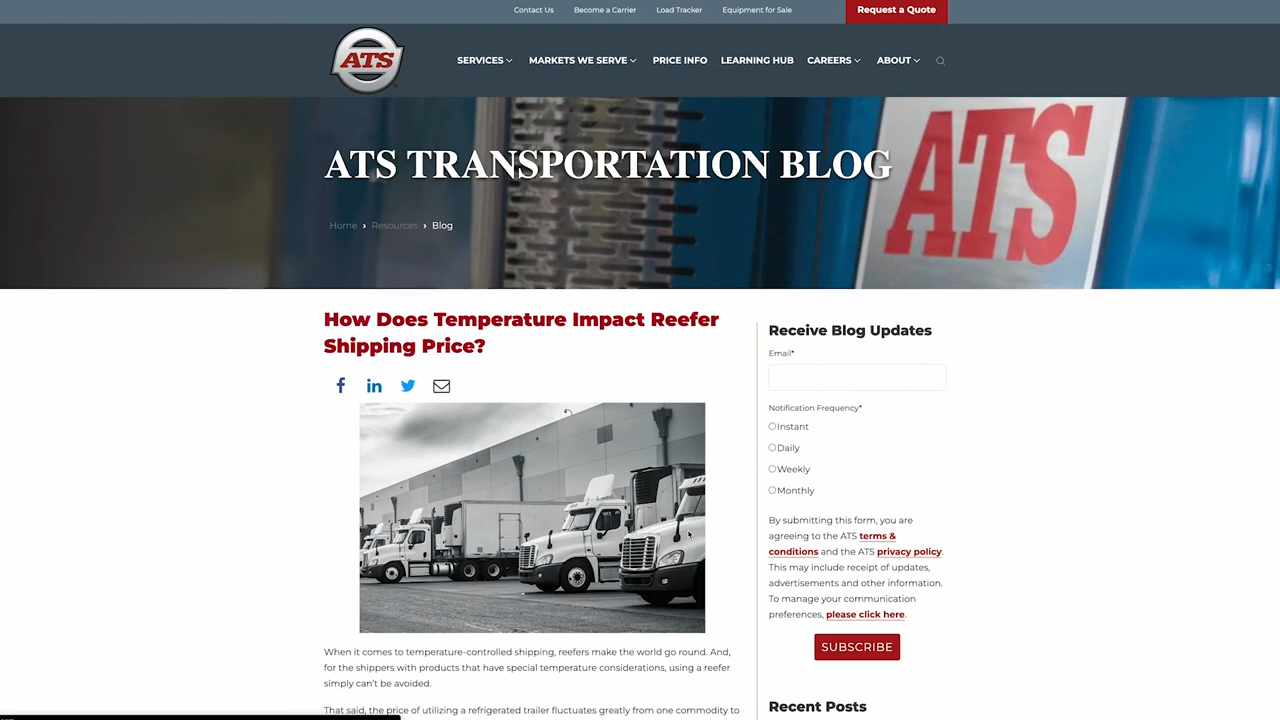 Contact Us Become a Carrier Load Tracker Equipment for Sale Request a Quote
ATS
SERVICES MARKETS WE SERVE PRICE INFO LEARNING HUB CAREERS ABOUT
ATS TRANSPORTATION BLOG
ATS
Home › Resources › Blog
How Does Temperature Impact Reefer
Shipping Price?
When it comes to temperature-controlled shipping, reefers make the world go round. And,
for the shippers with products that have special temperature considerations, using a reefer
simply can't be avoided.
That said, the price of utilizing a refrigerated trailer fluctuates greatly from one commodity to
Receive Blog Updates
Email*
Notification Frequency*
Instant
Daily
Weekly
Monthly
By submitting this form, you are
agreeing to the ATS terms &
conditions and the ATS privacy policy.
This may include receipt of updates,
advertisements and other information.
To manage your communication
preferences, please click here.
SUBSCRIBE
Recent Posts